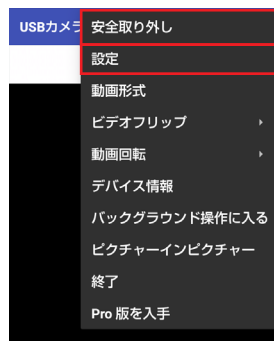 USBカメラ
安全取り外し
設定
動画形式
ビデオフリップ
動画回転
デバイス情報
バックグラウンド操作に入る
ピクチャーインピクチャー
終了
Pro 版を入手